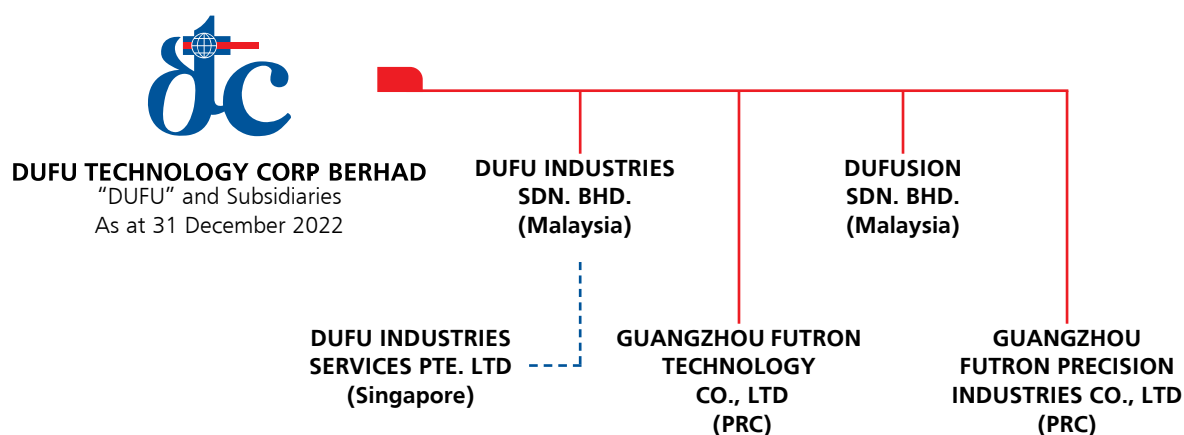 dtc
DUFU TECHNOLOGY CORP BERHAD
“DUFU” and Subsidiaries
As at 31 December 2022
DUFU INDUSTRIES
SDN. BHD.
(Malaysia)
DUFUSION
SDN. BHD.
(Malaysia)
DUFU INDUSTRIES
SERVICES PTE. LTD
(Singapore)
GUANGZHOU FUTRON
TECHNOLOGY
CO., LTD
(PRC)
GUANGZHOU
FUTRON PRECISION
INDUSTRIES CO., LTD
(PRC)